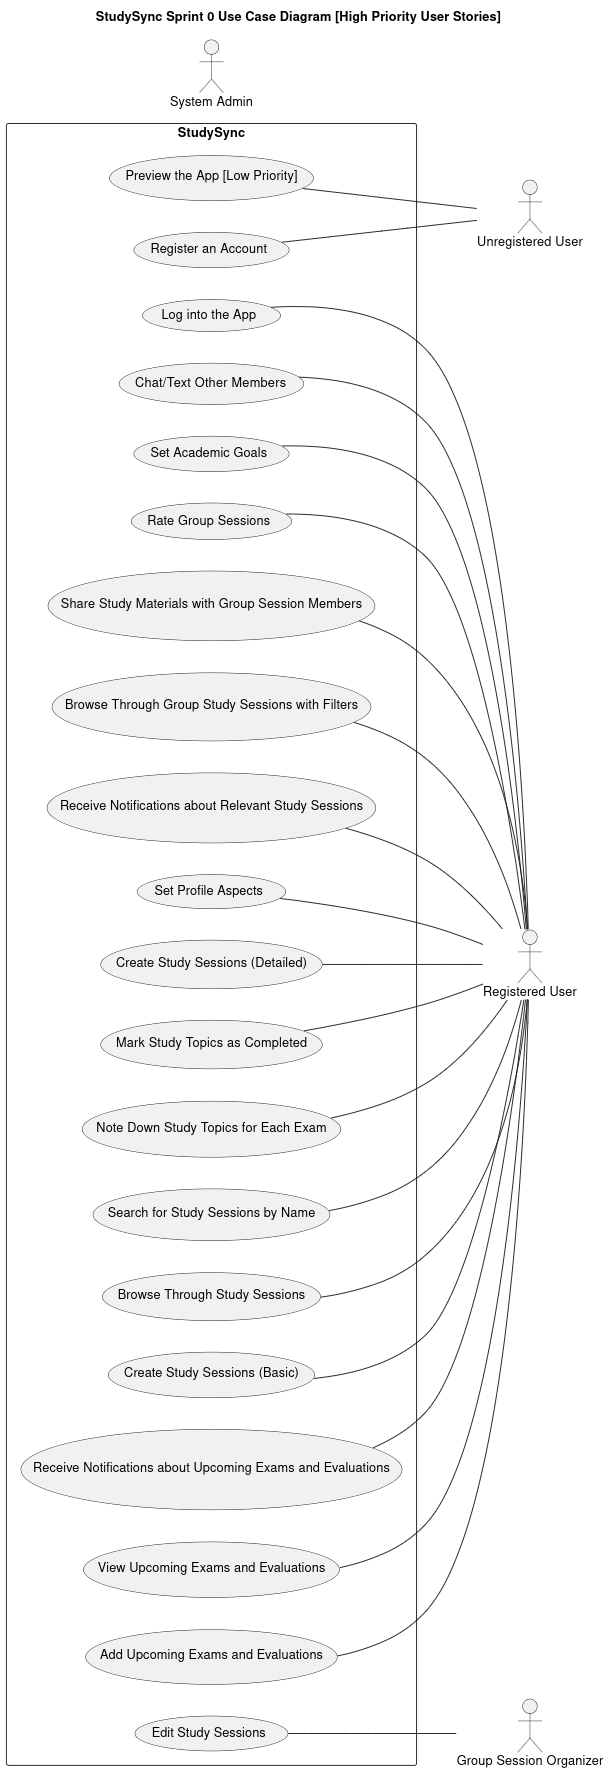 StudySync Sprint 0 Use Case Diagram [High Priority User Stories]
System Admin
StudySync
Preview the App [Low Priority]
Unregistered User
Register an Account
Log into the App
Chat/Text Other Members
Set Academic Goals
Rate Group Sessions
Share Study Materials with Group Session Members
Browse Through Group Study Sessions with Filters
Receive Notifications about Relevant Study Sessions
Set Profile Aspects
Create Study Sessions (Detailed)
Registered User
Mark Study Topics as Completed
Note Down Study Topics for Each Exam
Search for Study Sessions by Name
Browse Through Study Sessions
Create Study Sessions (Basic)
Receive Notifications about Upcoming Exams and Evaluations
View Upcoming Exams and Evaluations
Add Upcoming Exams and Evaluations
Edit Study Sessions
Group Session Organizer